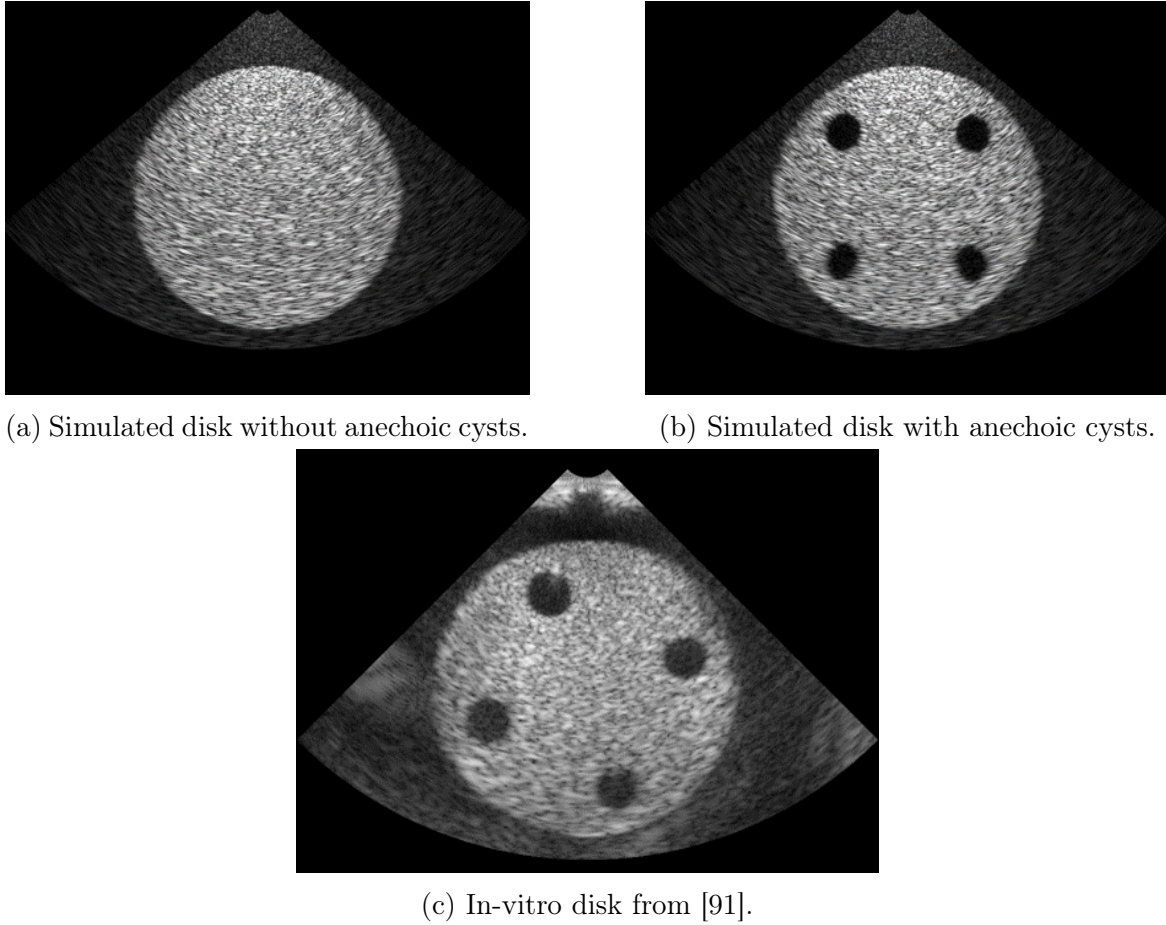 (a) Simulated disk without anechoic cysts.
(b) Simulated disk with anechoic cysts.
(c) In-vitro disk from [91].